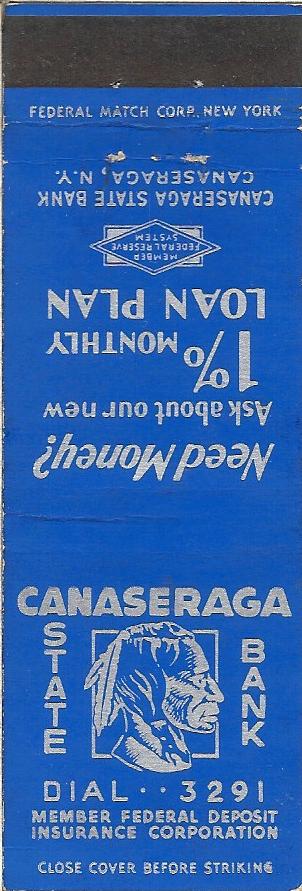 FEDERAL MATCH CORP. NEW YORK
Need Money?
Ask about our new
1% MONTHLY
LOAN PLAN
MEMBER
FEDERAL RESERVE
SYSTEM
CANASERAGA STATE BANK
CANASERAGA, N.Y.
CANASERAGA
STATE
BANK
DIAL·· 3291
MEMBER FEDERAL DEPOSIT
INSURANCE CORPORATION
CLOSE COVER BEFORE STRIKING